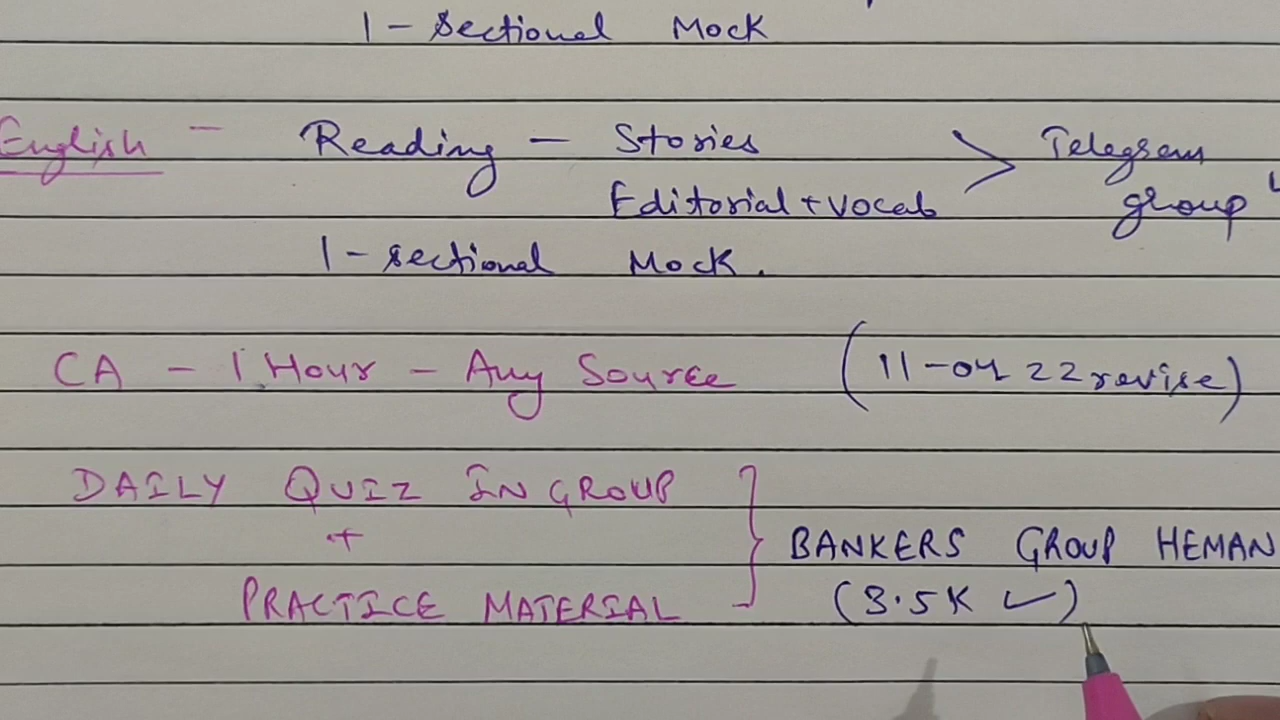 1 - Sectional Mock
English - Reading - Stories > Telegram
Editorial + vocab group
1 - sectional Mock.
CA - 1 Hour - Any Source (11-04 22 revise)
DAILY QUIZ IN GROUP
+ BANKERS GROUP HEMAN
PRACTICE MATERIAL (3.5K ✓)